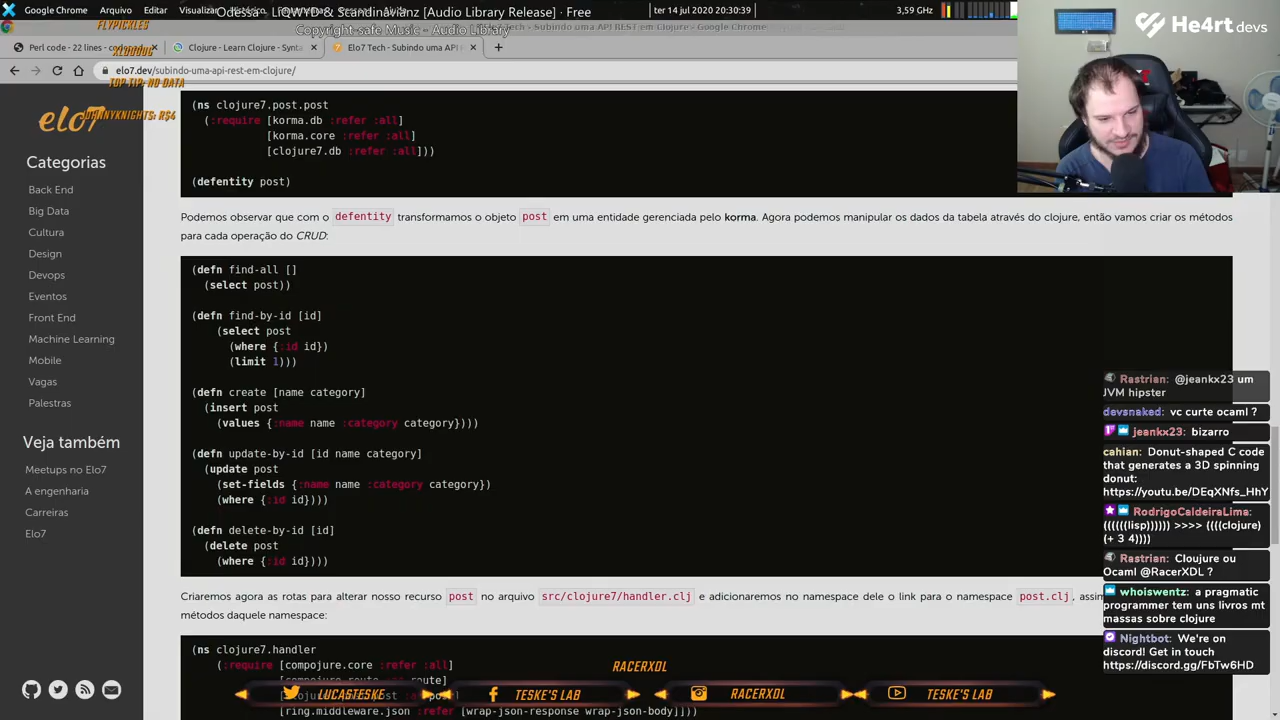 Google Chrome Arquivo Editar Visualizar
Odessa - LiQWYD & Scandinavianz [Audio Library Release] · Free
ter 14 jul 2020 20:30:39
3,59 GHz
He4rt devs
FLYPICKLES
Perl code - 22 lines - co
Clojure - Learn Clojure - Synta
Elo7 Tech - Subindo uma API
elo7.dev/subindo-uma-api-rest-em-clojure/
TOP TIP: NO DATA
elo7
Categorias
Back End
Big Data
Cultura
Design
Devops
Eventos
Front End
Machine Learning
Mobile
Vagas
Palestras
Veja também
Meetups no Elo7
A engenharia
Carreiras
Elo7
(ns clojure7.post.post
(:require [korma.db :refer :all]
[korma.core :refer :all]
[clojure7.db :refer :all]))
(defentity post)
Podemos observar que com o defentity transformamos o objeto post em uma entidade gerenciada pelo korma. Agora podemos manipular os dados da tabela através do clojure, então vamos criar os métodos
para cada operação do CRUD:
(defn find-all []
(select post))
(defn find-by-id [id]
(select post
(where {:id id})
(limit 1)))
(defn create [name category]
(insert post
(values {:name name :category category})))
(defn update-by-id [id name category]
(update post
(set-fields {:name name :category category})
(where {:id id})))
(defn delete-by-id [id]
(delete post
(where {:id id})))
Criaremos agora as rotas para alterar nosso recurso post no arquivo src/clojure7/handler.clj e adicionaremos no namespace dele o link para o namespace post.clj, assim
métodos daquele namespace:
(ns clojure7.handler
(:require [compojure.core :refer :all]
[ring.middleware.json :refer [wrap-json-response wrap-json-body]]))
Rastrian: @jeankx23 um
JVM hipster
devsnaked: vc curte ocaml ?
jeankx23: bizarro
cahian: Donut-shaped C code
that generates a 3D spinning
donut:
https://youtu.be/DEqXNfs_HhY
RodrigoCaldeiraLima:
((((((lisp)))))) >>>> ((((clojure)
(+ 3 4))))
Rastrian: Cloujure ou
Ocaml @RacerXDL ?
whoiswentz: a pragmatic
programmer tem uns livros mt
massas sobre clojure
Nightbot: We're on
discord! Get in touch
https://discord.gg/FbTw6HD
RACERXDL
LUCASTESKE
TESKE'S LAB
RACERXDL
TESKE'S LAB